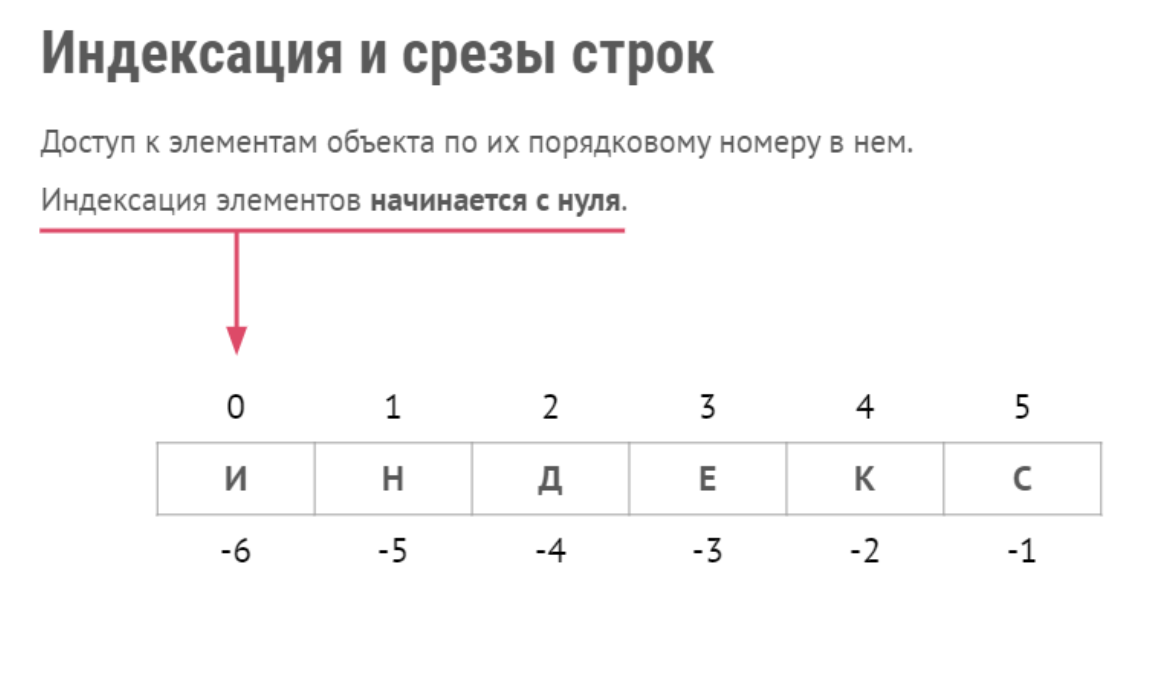 Индексация и срезы строк
Доступ к элементам объекта по их порядковому номеру в нем.
Индексация элементов начинается с нуля.
0 1 2 3 4 5
И Н Д Е К С
-6 -5 -4 -3 -2 -1